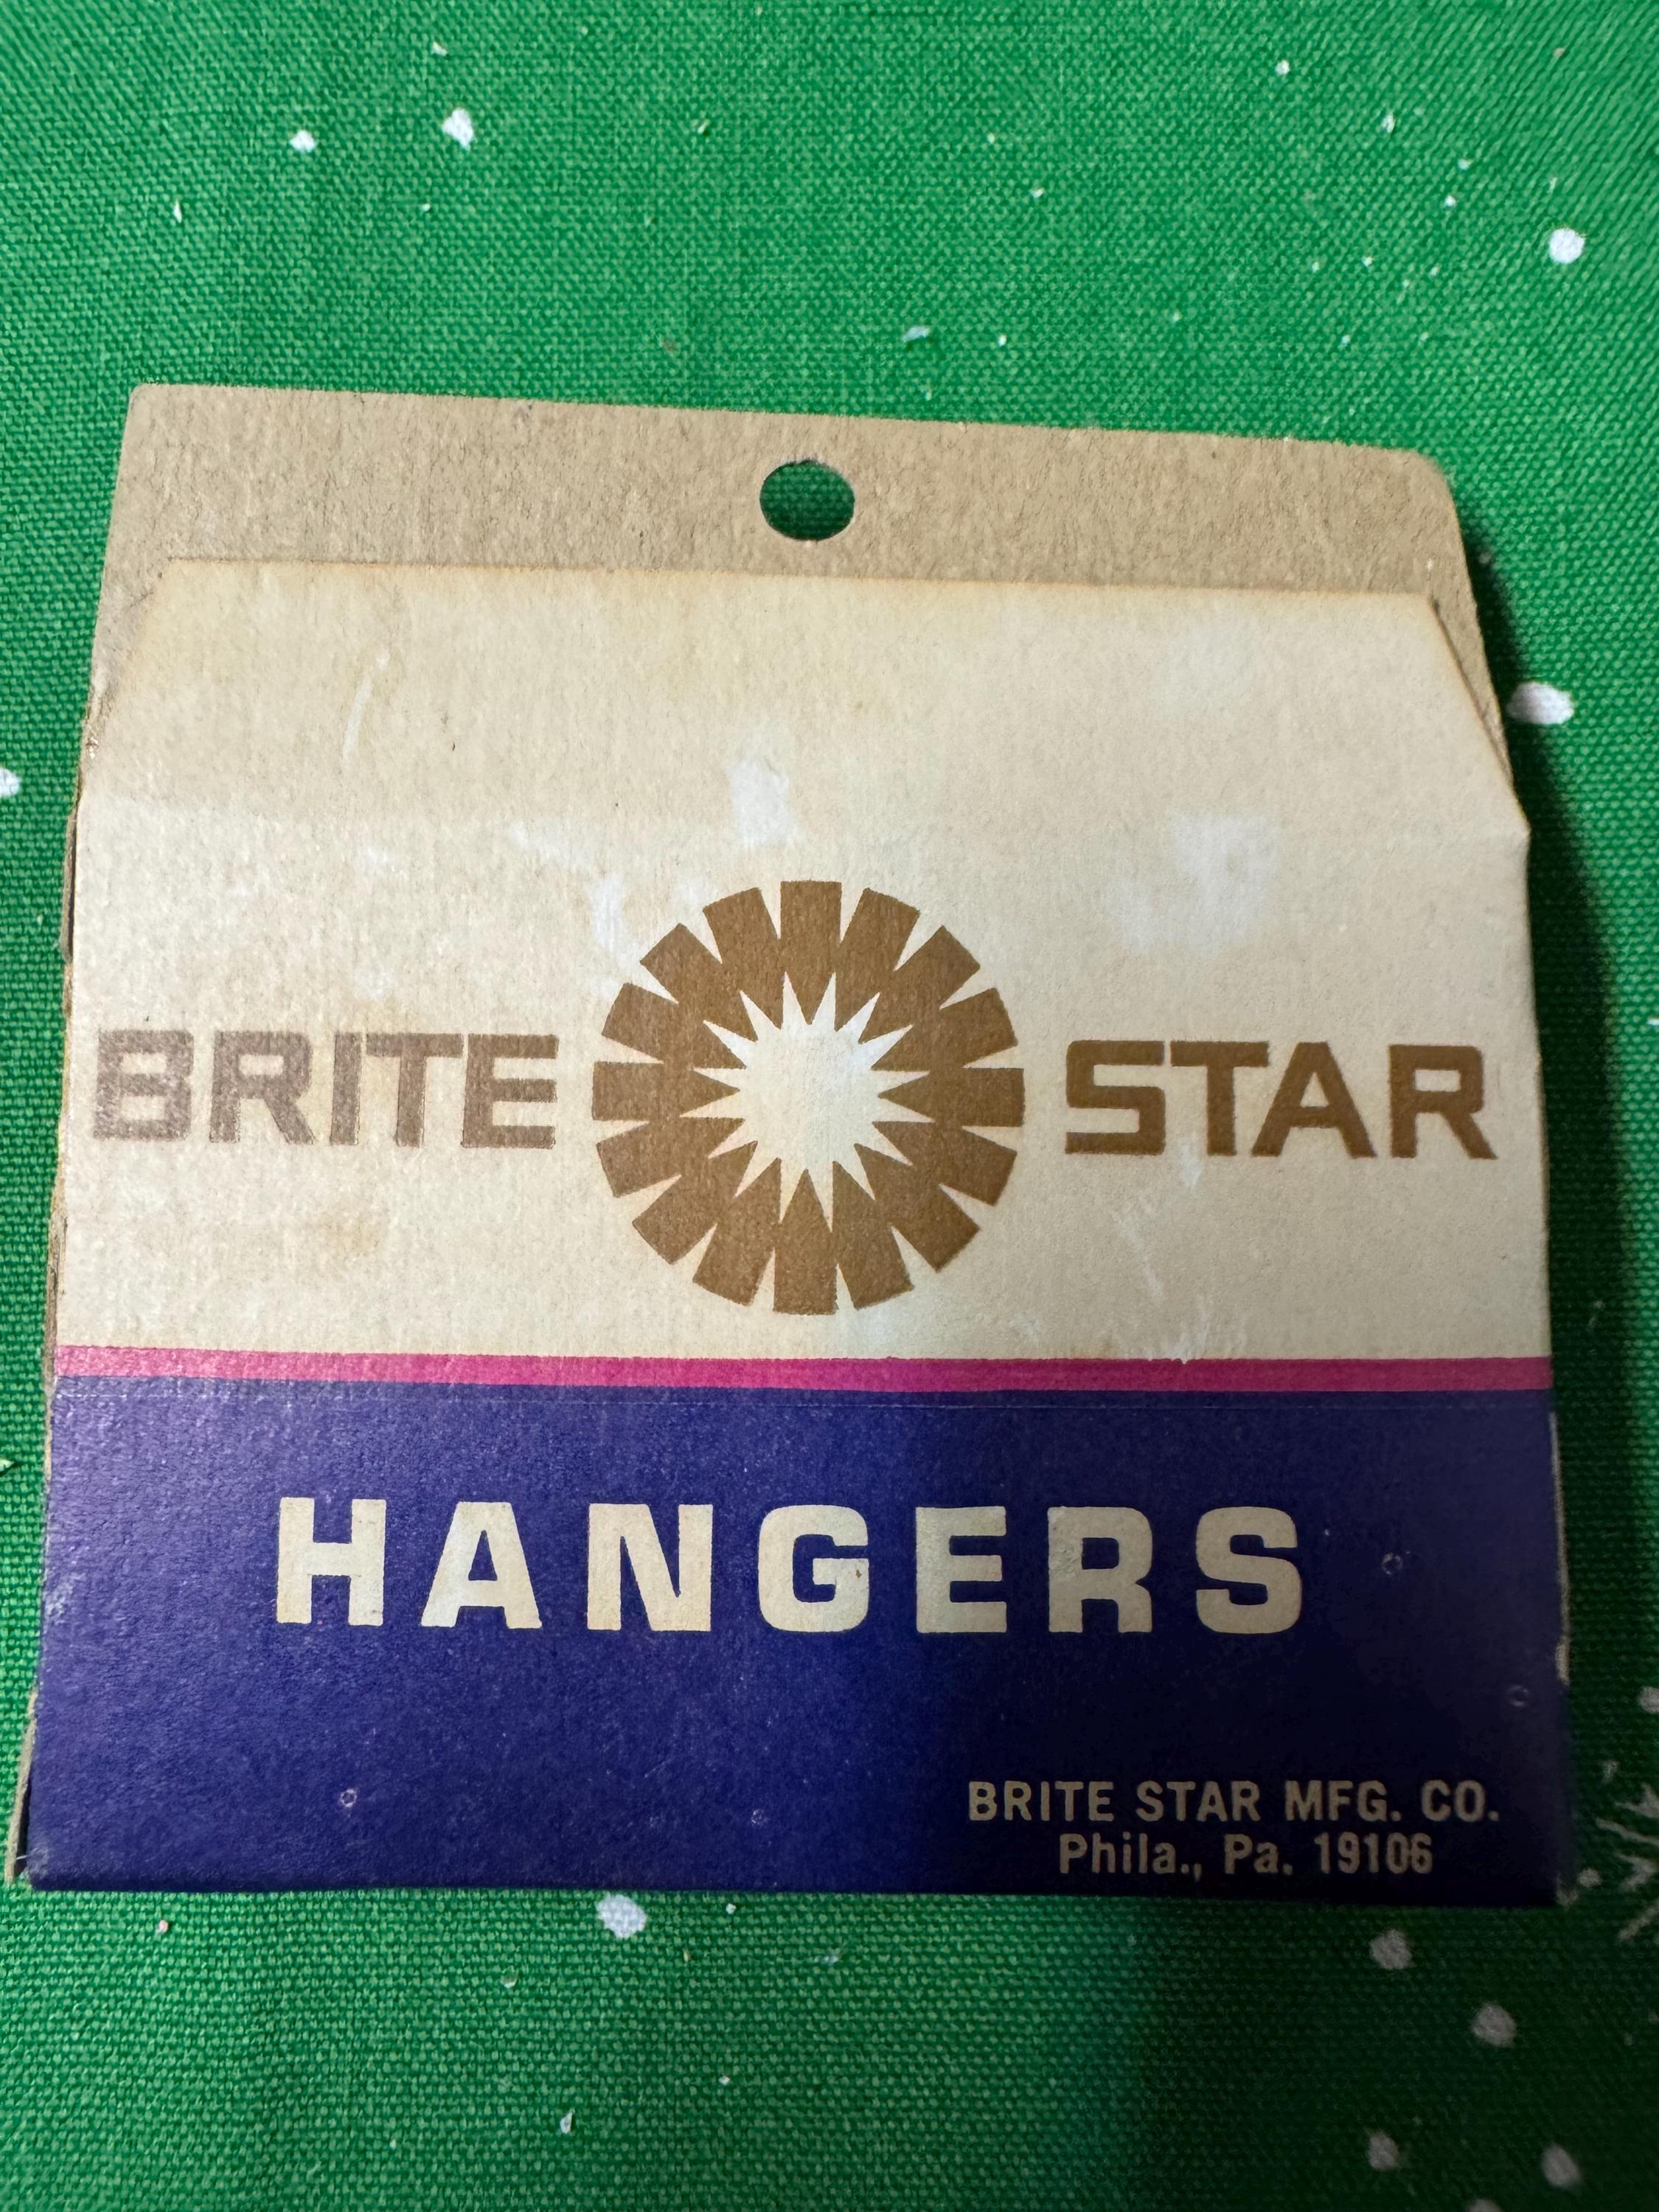 BRITE STAR
HANGERS
BRITE STAR MFG. CO.
Phila., Pa. 19106